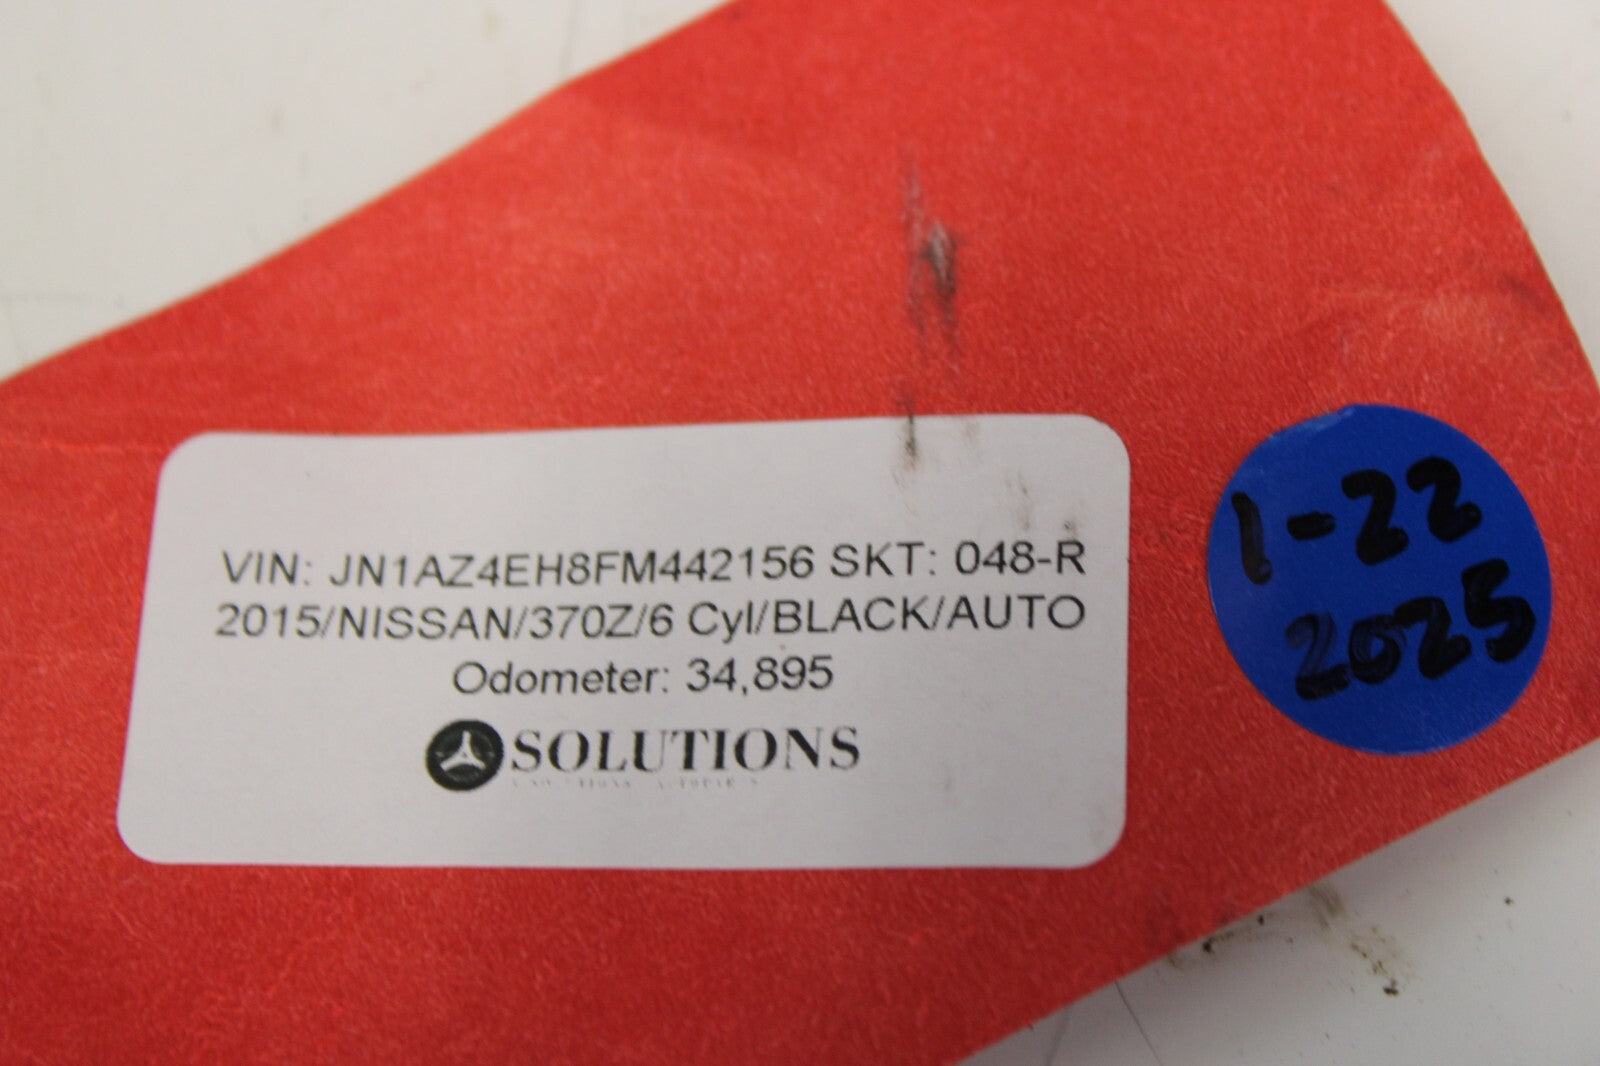 VIN: JN1AZ4EH8FM442156 SKT: 048-R
2015/NISSAN/370Z/6 Cyl/BLACK/AUTO
Odometer: 34,895
SOLUTIONS
1-22
2025